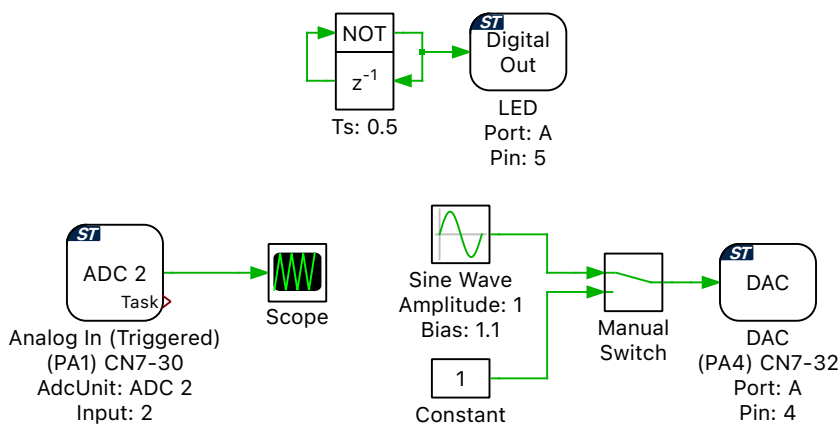 ST
NOT
z-1
Ts: 0.5
Digital
Out
LED
Port: A
Pin: 5
ST
ADC 2
Task
Analog In (Triggered)
(PA1) CN7-30
AdcUnit: ADC 2
Input: 2
Scope
Sine Wave
Amplitude: 1
Bias: 1.1
1
Constant
Manual
Switch
ST
DAC
DAC
(PA4) CN7-32
Port: A
Pin: 4